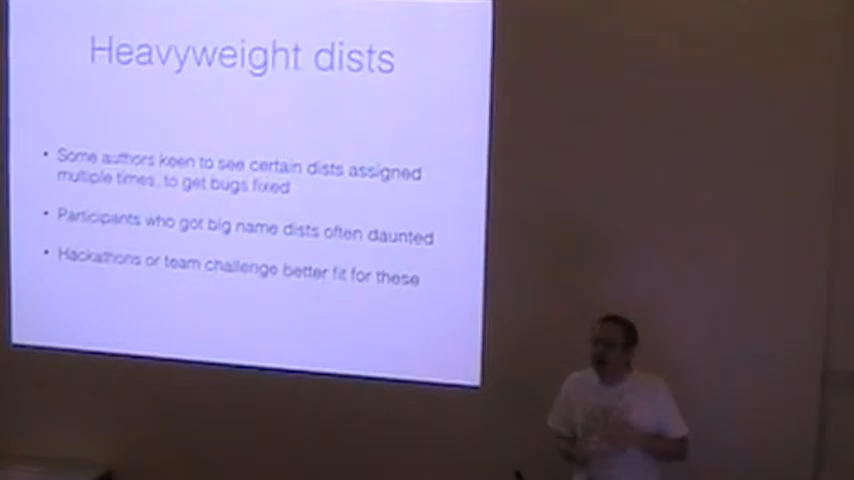 Heavyweight dists
• Some authors keen to see certain dists assigned
multiple times, to get bugs fixed
• Participants who got big name dists often daunted
• Hackathons or team challenge better fit for these